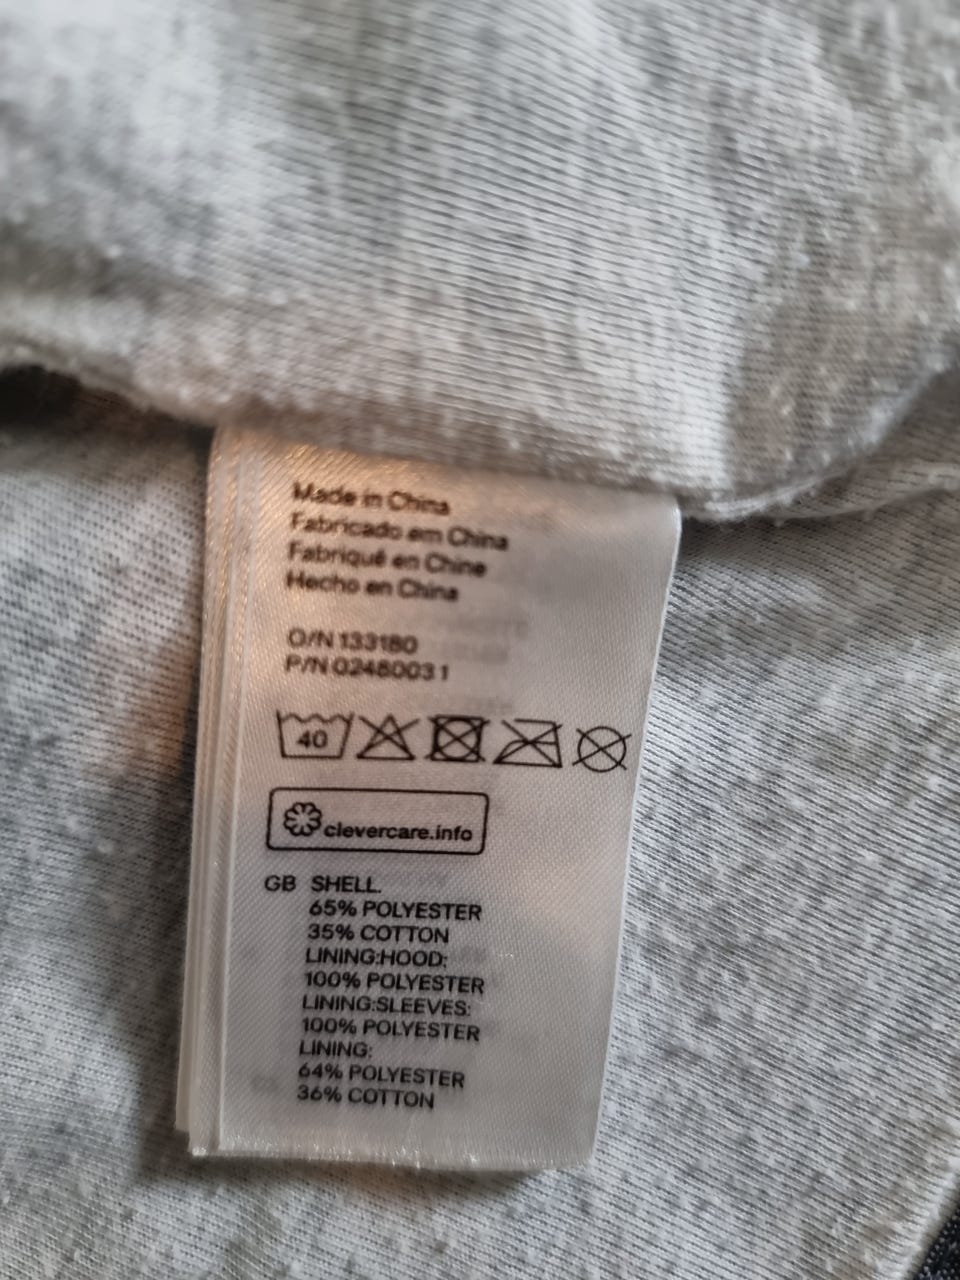 Made in China
Fabricado em China
Fabriqué en Chine
Hecho en China
O/N 133180
P/N 02480031
40
clevercare.info
GB SHELL.
65% POLYESTER
35% COTTON
LINING:HOOD:
100% POLYESTER
LINING:SLEEVES:
100% POLYESTER
LINING:
64% POLYESTER
36% COTTON